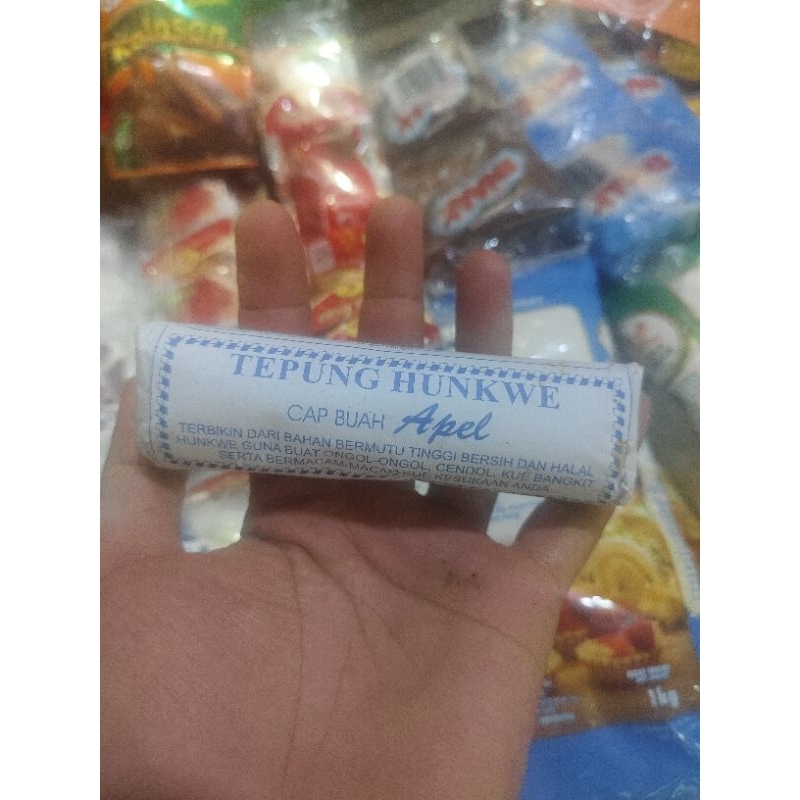 TEPUNG HUNKWE
CAP BUAH Apel
TERBIKIN DARI BAHAN BERMUTU TINGGI BERSIH DAN HALAL
HUNKWE GUNA BUAT ONGOL-ONGOL, CENDOL, KUE BANGKIT
SERTA BERMACAM-MACAM KUE KESUKAAN ANDA
1kg